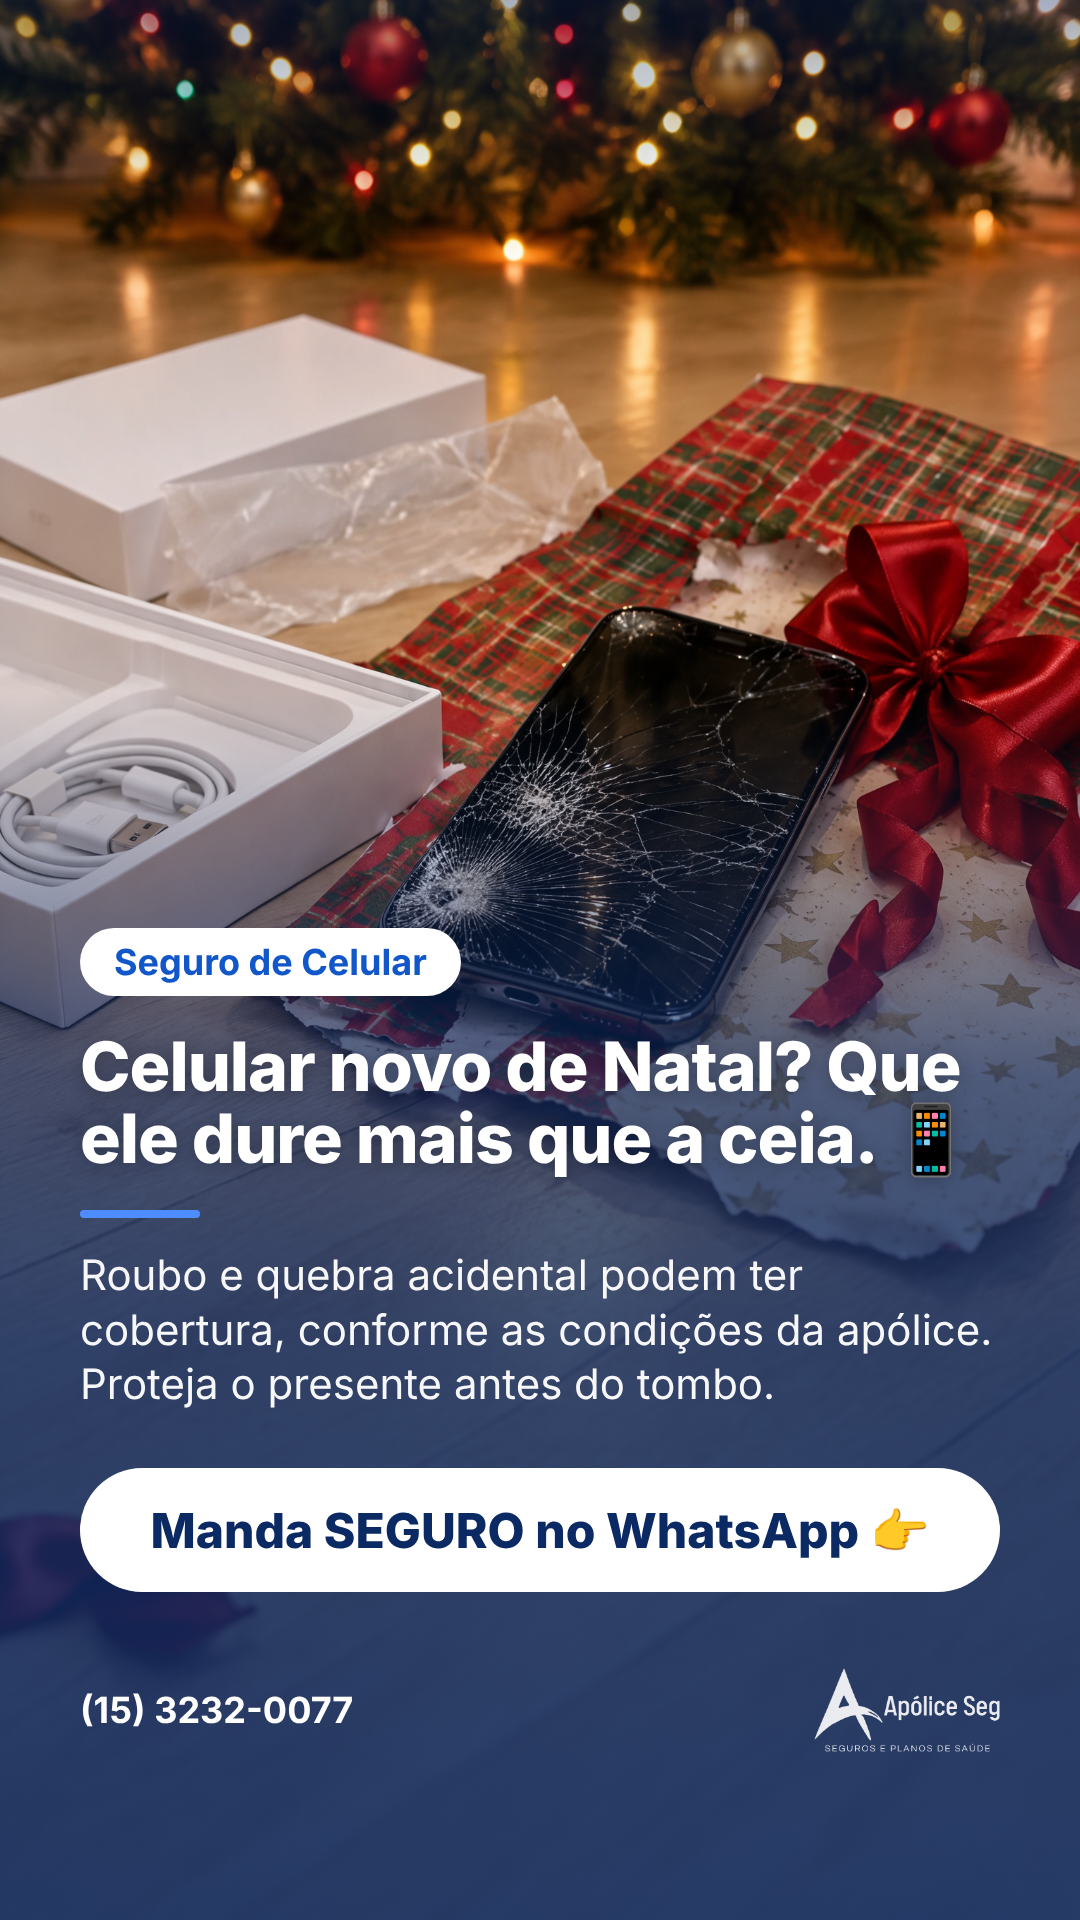 Seguro de Celular
Celular novo de Natal? Que
ele dure mais que a ceia. 📱
Roubo e quebra acidental podem ter
cobertura, conforme as condições da apólice.
Proteja o presente antes do tombo.
Manda SEGURO no WhatsApp 👉
(15) 3232-0077
Apólice Seg
SEGUROS E PLANOS DE SAÚDE